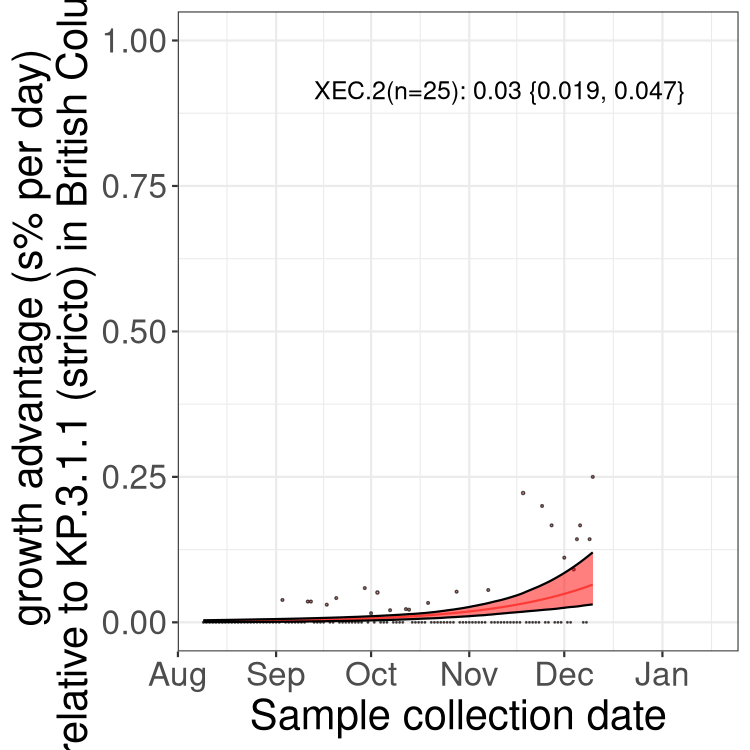 growth advantage (s% per day)
relative to KP.3.1.1 (stricto) in British Colu
1.00
0.75
0.50
0.25
0.00
XEC.2(n=25): 0.03 {0.019, 0.047}
Aug Sep Oct Nov Dec Jan
Sample collection date